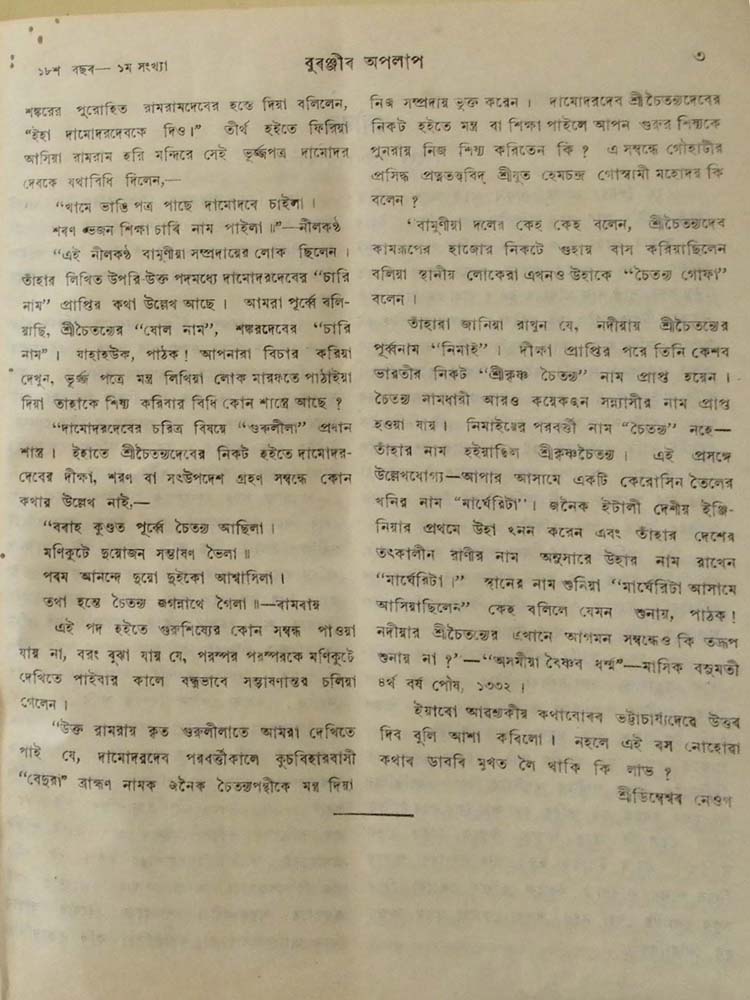 ১৮শ বছৰ—১ম সংখ্যা
বুৰঞ্জীৰ অপলাপ
৩
শঙ্করের পুরোহিত রামরামদেবের হস্তে দিয়া বলিলেন,
“ইহা দামোদরদেবকে দিও।” তীর্থ হইতে ফিরিয়া
আসিয়া রামরাম হরি মন্দিরে সেই ভূর্জ্জপত্র দামোদর
দেবকে যথাবিধি দিলেন,—
“খামে ভাঙি পত্র পাছে দামোদবে চাইলা।
শৰণ ভজন শিক্ষা চাৰি নাম পাইলা॥”—নীলকণ্ঠ
“এই নীলকণ্ঠ বামুণীয়া সম্প্রদায়ের লোক ছিলেন।
তাঁহার লিখিত উপরি-উক্ত পদমধ্যে দামোদরদেবের “চারি
নাম” প্রাপ্তির কথা উল্লেখ আছে। আমরা পূর্ব্বে বলি-
য়াছি, শ্রীচৈতন্যের “ষোল নাম”, শঙ্করদেবের “চারি
নাম”। যাহাহউক, পাঠক! আপনারা বিচার করিয়া
দেখুন, ভূর্জ্জ পত্রে মন্ত্র লিখিয়া লোক মারফতে পাঠাইয়া
দিয়া তাহাকে শিষ্য করিবার বিধি কোন শাস্ত্রে আছে ?
“দামোদরদেবের চরিত্র বিষয়ে “গুরুলীলা” প্রধান
শাস্ত্র। ইহাতে শ্রীচৈতন্যদেবের নিকট হইতে দামোদর-
দেবের দীক্ষা, শরণ বা সৎউপদেশ গ্রহণ সম্বন্ধে কোন
কথার উল্লেখ নাই,—
“বৰাহ কুণ্ডত পূৰ্ব্বে চৈতন্য আছিলা।
মণিকুটে দুয়োজন সম্ভাষণ ভৈলা॥
পৰম আনন্দে দুয়ো দুইকো আশ্বাসিলা।
তথা হন্তে চৈতন্য জগন্নাথে গৈলা॥—ৰামৰায়
এই পদ হইতে গুরুশিষ্যের কোন সম্বন্ধ পাওয়া
যায় না, বরং বুঝা যায় যে, পরস্পর পরস্পরকে মণিকুটে
দেখিতে পাইবার কালে বন্ধুভাবে সম্ভাষণান্তর চলিয়া
গেলেন।
“উক্ত রামরায় কৃত গুরুলীলাতে আমরা দেখিতে
পাই যে, দামোদরদেব পরবর্ত্তীকালে কুচবিহারবাসী
“বেছুরা” ব্রাহ্মণ নামক জনৈক চৈতন্যপন্থীকে মন্ত্র দিয়া
নিজ সম্প্রদায় ভুক্ত করেন। দামোদরদেব শ্রীচৈতন্যদেবের
নিকট হইতে মন্ত্র বা শিক্ষা পাইলে আপন গুরুর শিষ্যকে
পুনরায় নিজ শিষ্য করিতেন কি ? এ সম্বন্ধে গৌহাটীর
প্রসিদ্ধ প্রত্নতত্ত্ববিদ্ শ্রীযুত হেমচন্দ্র গোস্বামী মহোদয় কি
বলেন ?
“বামুণীয়া দলের কেহ কেহ বলেন, শ্রীচৈতন্যদেব
কামরূপের হাজোর নিকটে গুহায় বাস করিয়াছিলেন
বলিয়া স্থানীয় লোকেরা এখনও উহাকে “চৈতন্য গোফা”
বলেন।
তাঁহারা জানিয়া রাখুন যে, নদীয়ায় শ্রীচৈতন্যের
পূর্ব্বনাম “নিমাই”। দীক্ষা প্রাপ্তির পরে তিনি কেশব
ভারতীর নিকট “শ্রীকৃষ্ণ চৈতন্য” নাম প্রাপ্ত হয়েন।
চৈতন্য নামধারী আরও কয়েকজন সন্ন্যাসীর নাম প্রাপ্ত
হওয়া যায়। নিমাইয়ের পরবর্ত্তী নাম “চৈতন্য” নহে—
তাঁহার নাম হইয়াছিল শ্রীকৃষ্ণচৈতন্য। এই প্রসঙ্গে
উল্লেখযোগ্য—আপার আসামে একটি কেরোসিন তৈলের
খনির নাম “মার্ঘেরিটা”। জনৈক ইটালী দেশীয় ইঞ্জি-
নিয়ার প্রথমে উহা খনন করেন এবং তাঁহার দেশের
তৎকালীন রাণীর নাম অনুসারে উহার নাম রাখেন
“মার্ঘেরিটা।” স্থানের নাম শুনিয়া “মার্ঘেরিটা আসামে
আসিয়াছিলেন” কেহ বলিলে যেমন শুনায়, পাঠক!
নদীয়ার শ্রীচৈতন্যের এখানে আগমন সম্বন্ধেও কি তদ্রূপ
শুনায় না ?’—“অসমীয়া বৈষ্ণব ধর্ম্ম”—মাসিক বসুমতী
৪র্থ বর্ষ পৌষ, ১৩৩২।
ইয়াবো আৱশ্যকীয় কথাবোৰৰ ভট্টাচাৰ্য্যদেৱে উত্তৰ
দিব বুলি আশা কৰিলো। নহলে এই ৰস নোহোৱা
কথাৰ ডাবৰি মুখত লৈ থাকি কি লাভ ?
শ্ৰীডিম্বেশ্বৰ নেওগ